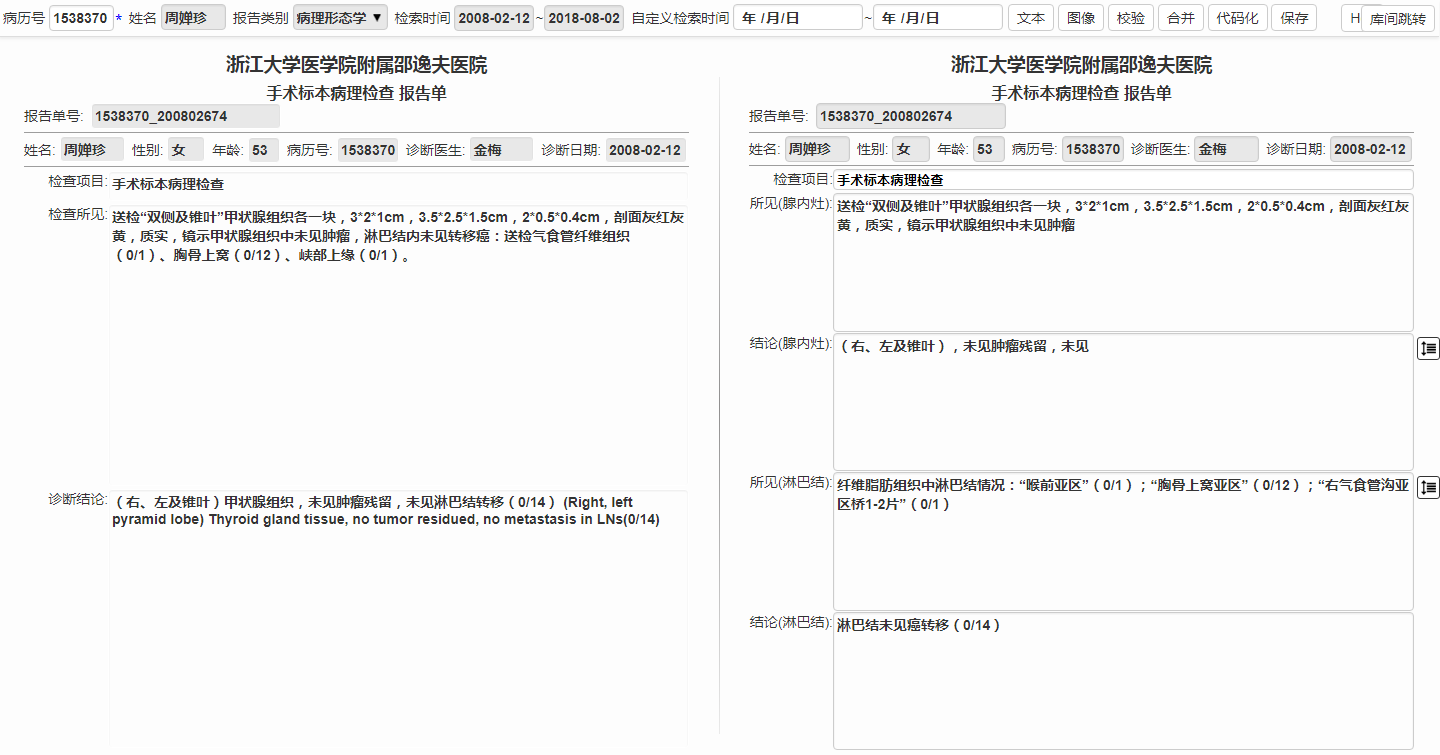 病历号 1538370 * 姓名 周婵珍 报告类别 病理形态学 ▼ 检索时间 2008-02-12 ~ 2018-08-02 自定义检索时间 年 /月/日 ~ 年 /月/日 文本 图像 校验 合并 代码化 保存 H 库间跳转
浙江大学医学院附属邵逸夫医院
手术标本病理检查 报告单
报告单号: 1538370_200802674
姓名: 周婵珍 性别: 女 年龄: 53 病历号: 1538370 诊断医生: 金梅 诊断日期: 2008-02-12
检查项目: 手术标本病理检查
检查所见: 送检“双侧及锥叶”甲状腺组织各一块，3*2*1cm，3.5*2.5*1.5cm，2*0.5*0.4cm，剖面灰红灰
黄，质实，镜示甲状腺组织中未见肿瘤，淋巴结内未见转移癌：送检气食管纤维组织
（0/1）、胸骨上窝（0/12）、峡部上缘（0/1）。
诊断结论: （右、左及锥叶）甲状腺组织，未见肿瘤残留，未见淋巴结转移（0/14） (Right, left
pyramid lobe) Thyroid gland tissue, no tumor residued, no metastasis in LNs(0/14)
浙江大学医学院附属邵逸夫医院
手术标本病理检查 报告单
报告单号: 1538370_200802674
姓名: 周婵珍 性别: 女 年龄: 53 病历号: 1538370 诊断医生: 金梅 诊断日期: 2008-02-12
检查项目: 手术标本病理检查
所见(腺内灶): 送检“双侧及锥叶”甲状腺组织各一块，3*2*1cm，3.5*2.5*1.5cm，2*0.5*0.4cm，剖面灰红灰
黄，质实，镜示甲状腺组织中未见肿瘤
结论(腺内灶): （右、左及锥叶），未见肿瘤残留，未见
所见(淋巴结): 纤维脂肪组织中淋巴结情况：“喉前亚区”（0/1）；“胸骨上窝亚区”（0/12）；“右气食管沟亚
区桥1-2片”（0/1）
结论(淋巴结): 淋巴结未见癌转移（0/14）